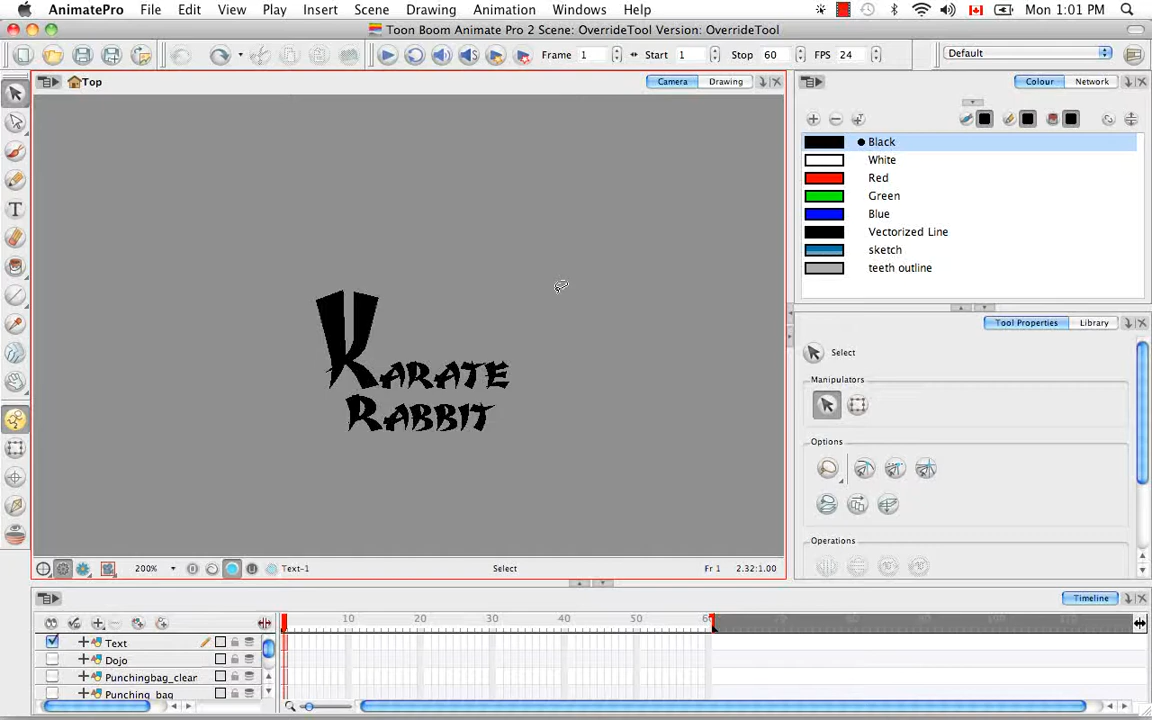 AnimatePro File Edit View Play Insert Scene Drawing Animation Windows Help Mon 1:01 PM
Toon Boom Animate Pro 2 Scene: OverrideTool Version: OverrideTool
Frame 1 Start 1 Stop 60 FPS 24 Default
Top Camera Drawing
Colour Network
Black
White
Red
Green
Blue
Vectorized Line
sketch
teeth outline
KARATE
RABBIT
Tool Properties Library
Select
Manipulators
Options
Operations
200% Text-1 Select Fr 1 2.32:1.00
Timeline
10 20 30 40 50
Text
Dojo
Punchingbag_clear
Punching_bag